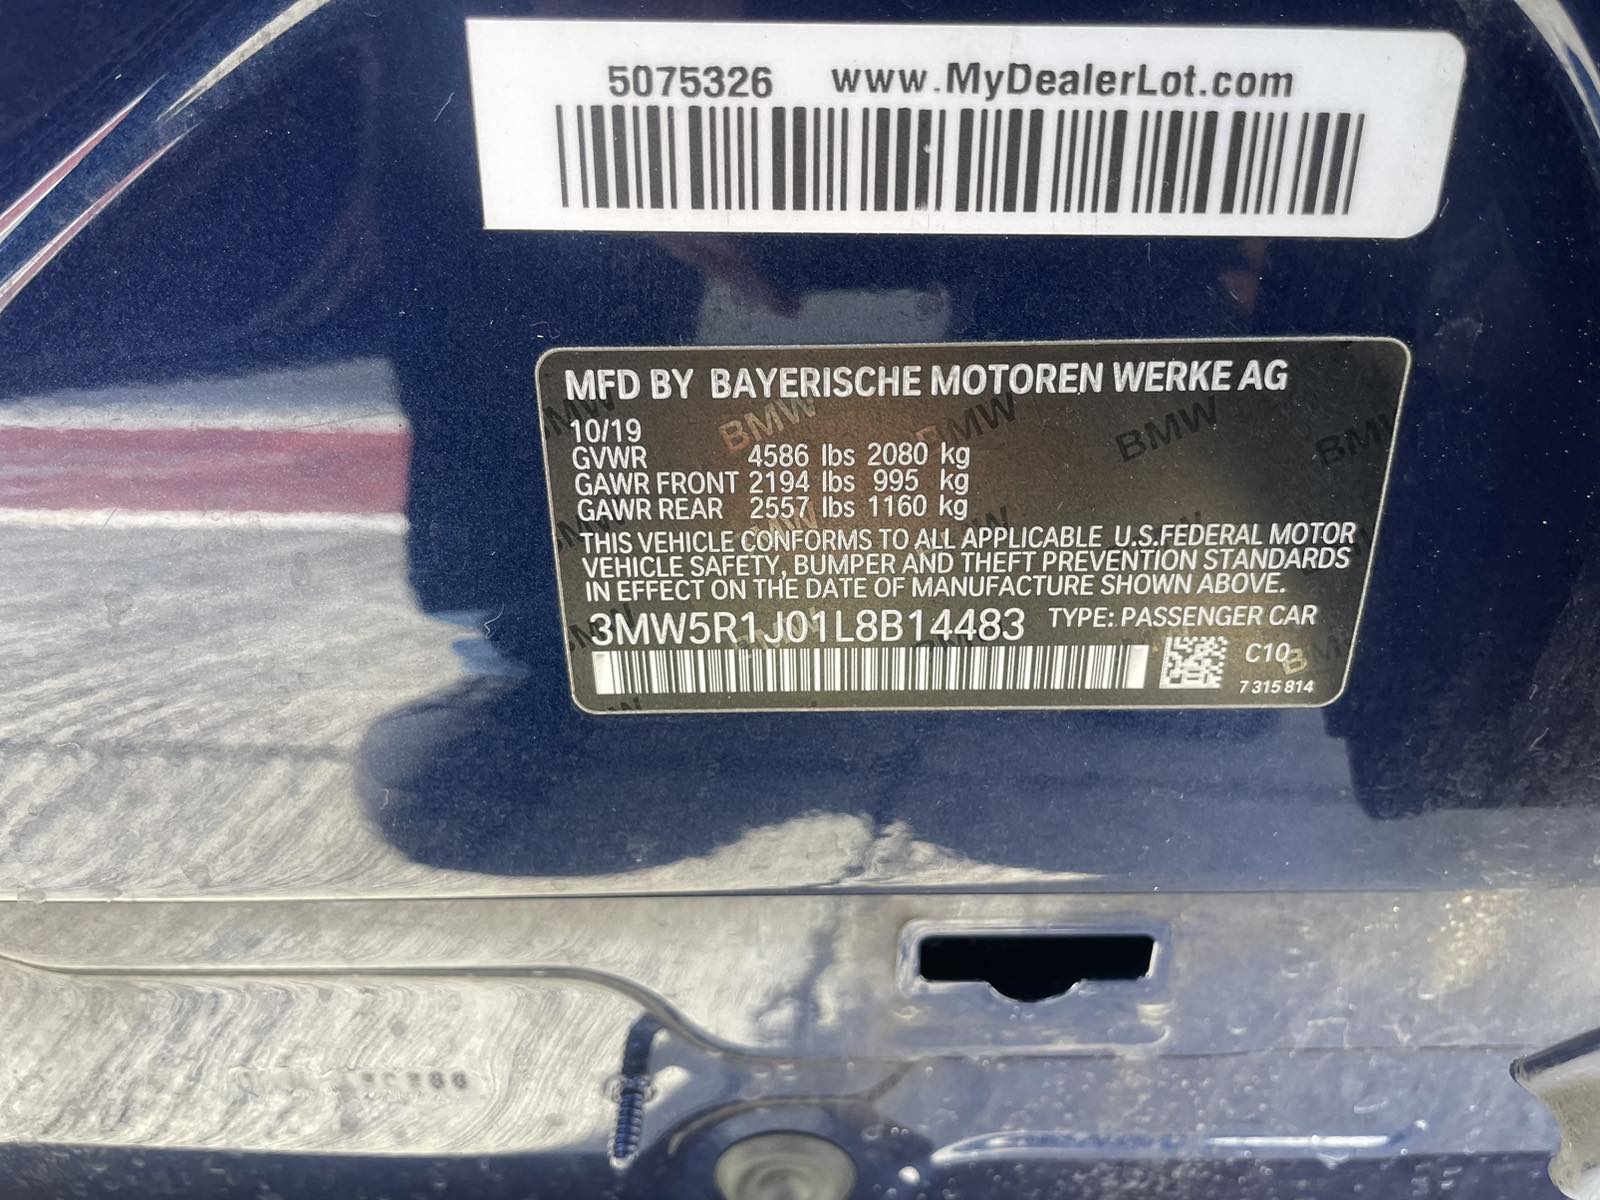 5075326 www.MyDealerLot.com
MFD BY BAYERISCHE MOTOREN WERKE AG
10/19
GVWR 4586 lbs 2080 kg
GAWR FRONT 2194 lbs 995 kg
GAWR REAR 2557 lbs 1160 kg
THIS VEHICLE CONFORMS TO ALL APPLICABLE U.S.FEDERAL MOTOR
VEHICLE SAFETY, BUMPER AND THEFT PREVENTION STANDARDS
IN EFFECT ON THE DATE OF MANUFACTURE SHOWN ABOVE.
3MW5R1J01L8B14483 TYPE: PASSENGER CAR
C10
7 315 814